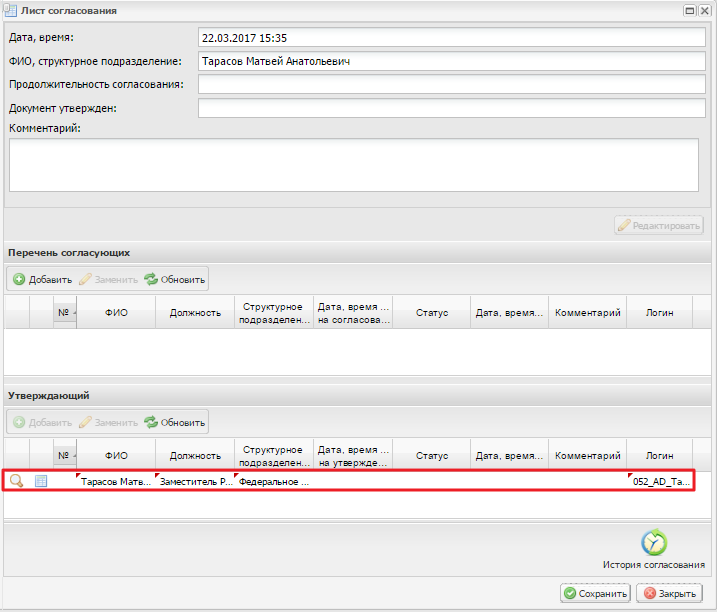 Лист согласования
Дата, время: 22.03.2017 15:35
ФИО, структурное подразделение: Тарасов Матвей Анатольевич
Продолжительность согласования:
Документ утвержден:
Комментарий:
Редактировать
Перечень согласующих
Добавить Заменить Обновить
№ ФИО Должность Структурное подразделен... Дата, время ... на согласова... Статус Дата, время... Комментарий Логин
Утверждающий
Добавить Заменить Обновить
№ ФИО Должность Структурное подразделен... Дата, время ... на утвержде... Статус Дата, время... Комментарий Логин
Тарасов Матв... Заместитель Р... Федеральное ... 052_AD_Та...
История согласования
Сохранить Закрыть